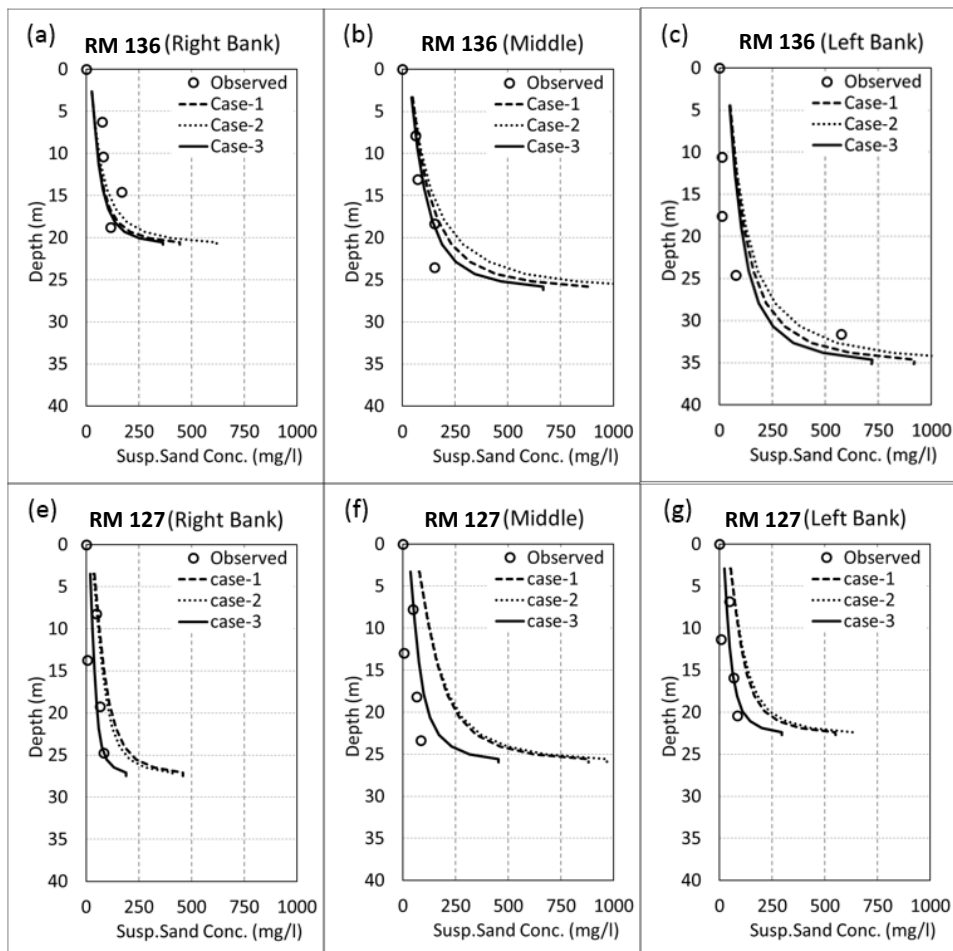 (a)
RM 136 (Right Bank)
0
5
10
15
20
25
30
35
40
Depth (m)
Observed
Case-1
Case-2
Case-3
0 250 500 750 1000
Susp.Sand Conc. (mg/l)
(b)
RM 136 (Middle)
0
5
10
15
20
25
30
35
40
Depth (m)
Observed
Case-1
Case-2
Case-3
0 250 500 750 1000
Susp.Sand Conc. (mg/l)
(c)
RM 136 (Left Bank)
0
5
10
15
20
25
30
35
40
Depth (m)
Observed
Case-1
Case-2
Case-3
0 250 500 750 1000
Susp.Sand Conc. (mg/l)
(e)
RM 127 (Right Bank)
0
5
10
15
20
25
30
35
40
Depth (m)
Observed
case-1
case-2
case-3
0 250 500 750 1000
Susp.Sand Conc. (mg/l)
(f)
RM 127 (Middle)
0
5
10
15
20
25
30
35
40
Depth (m)
Observed
case-1
case-2
case-3
0 250 500 750 1000
Susp.Sand Conc. (mg/l)
(g)
RM 127 (Left Bank)
0
5
10
15
20
25
30
35
40
Depth (m)
Observed
case-1
case-2
case-3
0 250 500 750 1000
Susp.Sand Conc. (mg/l)